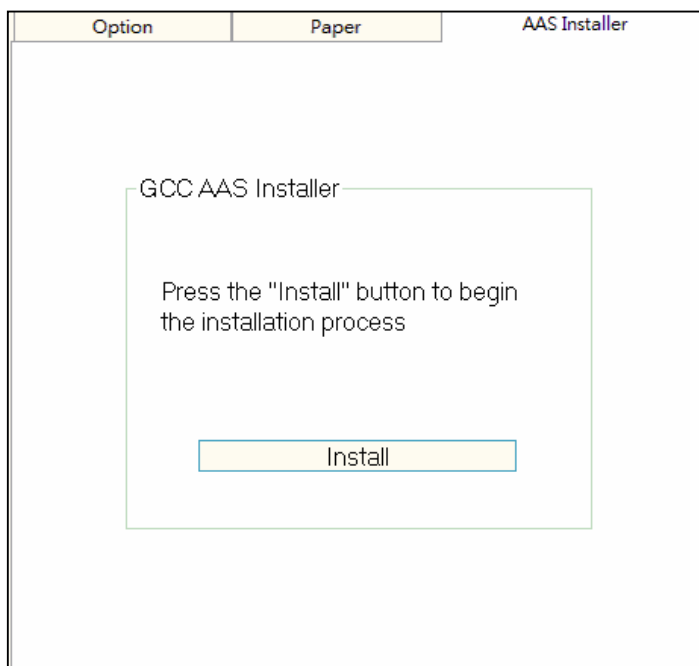 Option Paper AAS Installer
GCC AAS Installer
Press the "Install" button to begin
the installation process
Install